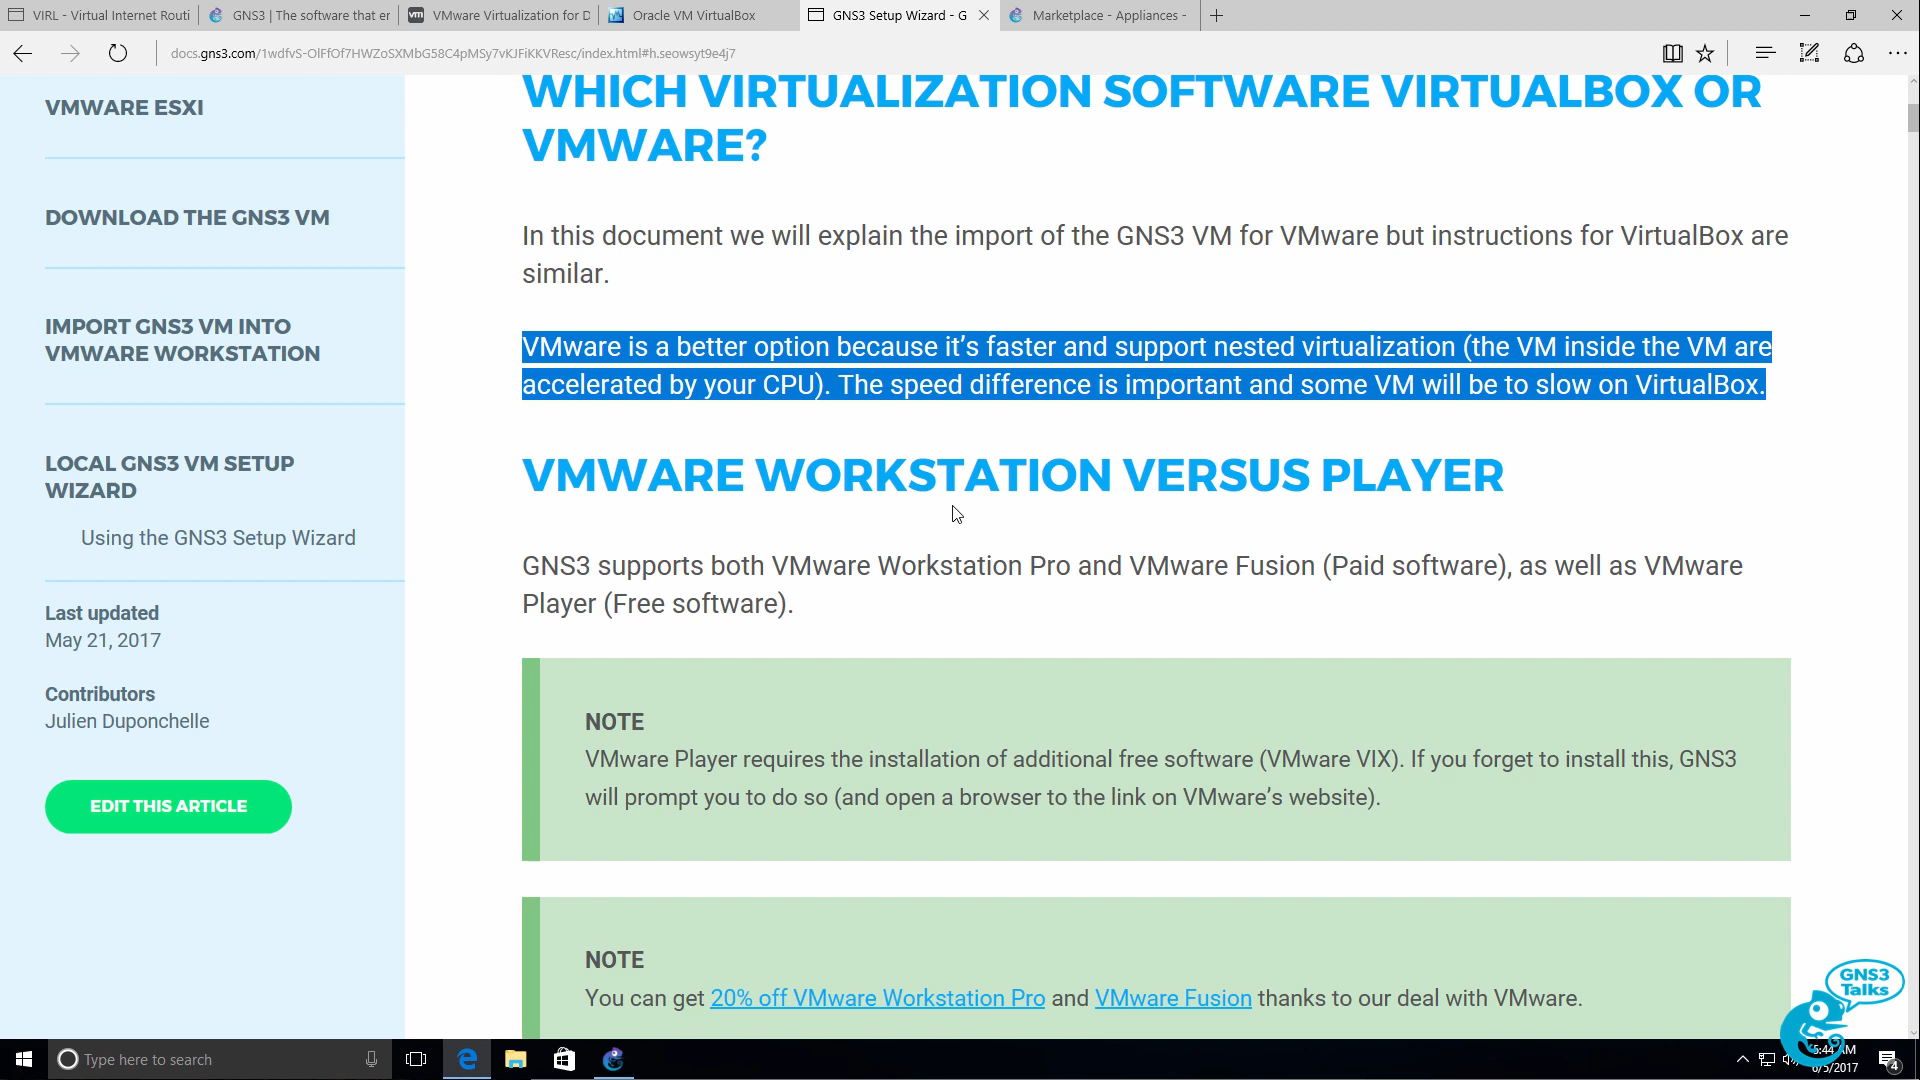 VIRL - Virtual Internet Routi
GNS3 | The software that er
VMware Virtualization for D
Oracle VM VirtualBox
GNS3 Setup Wizard - G
Marketplace - Appliances -
docs.gns3.com/1wdfvS-OlFfOf7HWZoSXMbG58C4pMSy7vKJFiKKVResc/index.html#h.seowsyt9e4j7
VMWARE ESXI
DOWNLOAD THE GNS3 VM
IMPORT GNS3 VM INTO
VMWARE WORKSTATION
LOCAL GNS3 VM SETUP
WIZARD
Using the GNS3 Setup Wizard
Last updated
May 21, 2017
Contributors
Julien Duponchelle
EDIT THIS ARTICLE
WHICH VIRTUALIZATION SOFTWARE VIRTUALBOX OR
VMWARE?
In this document we will explain the import of the GNS3 VM for VMware but instructions for VirtualBox are
similar.
VMware is a better option because it’s faster and support nested virtualization (the VM inside the VM are
accelerated by your CPU). The speed difference is important and some VM will be to slow on VirtualBox.
VMWARE WORKSTATION VERSUS PLAYER
GNS3 supports both VMware Workstation Pro and VMware Fusion (Paid software), as well as VMware
Player (Free software).
NOTE
VMware Player requires the installation of additional free software (VMware VIX). If you forget to install this, GNS3
will prompt you to do so (and open a browser to the link on VMware’s website).
NOTE
You can get 20% off VMware Workstation Pro and VMware Fusion thanks to our deal with VMware.
GNS3
Talks
Type here to search
5:44 AM
6/5/2017
4